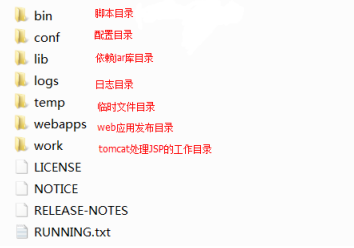 bin 脚本目录
conf 配置目录
lib 依赖jar库目录
logs 日志目录
temp 临时文件目录
webapps web应用发布目录
work tomcat处理JSP的工作目录
LICENSE
NOTICE
RELEASE-NOTES
RUNNING.txt